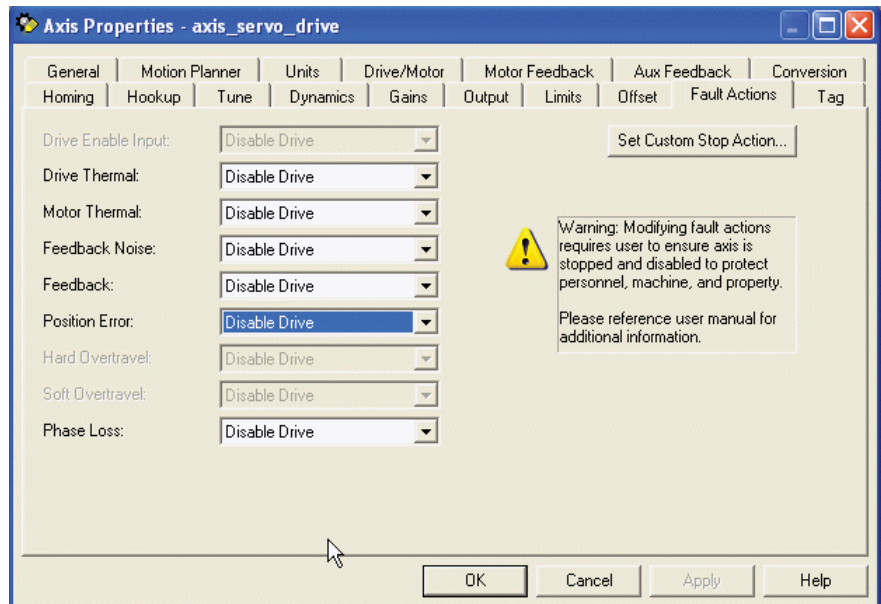 Axis Properties - axis_servo_drive
General Motion Planner Units Drive/Motor Motor Feedback Aux Feedback Conversion
Homing Hookup Tune Dynamics Gains Output Limits Offset Fault Actions Tag
Drive Enable Input: Disable Drive Set Custom Stop Action...
Drive Thermal: Disable Drive
Motor Thermal: Disable Drive
Feedback Noise: Disable Drive
Feedback: Disable Drive
Position Error: Disable Drive
Hard Overtravel: Disable Drive
Soft Overtravel: Disable Drive
Phase Loss: Disable Drive
Warning: Modifying fault actions
requires user to ensure axis is
stopped and disabled to protect
personnel, machine, and property.
Please reference user manual for
additional information.
OK Cancel Apply Help